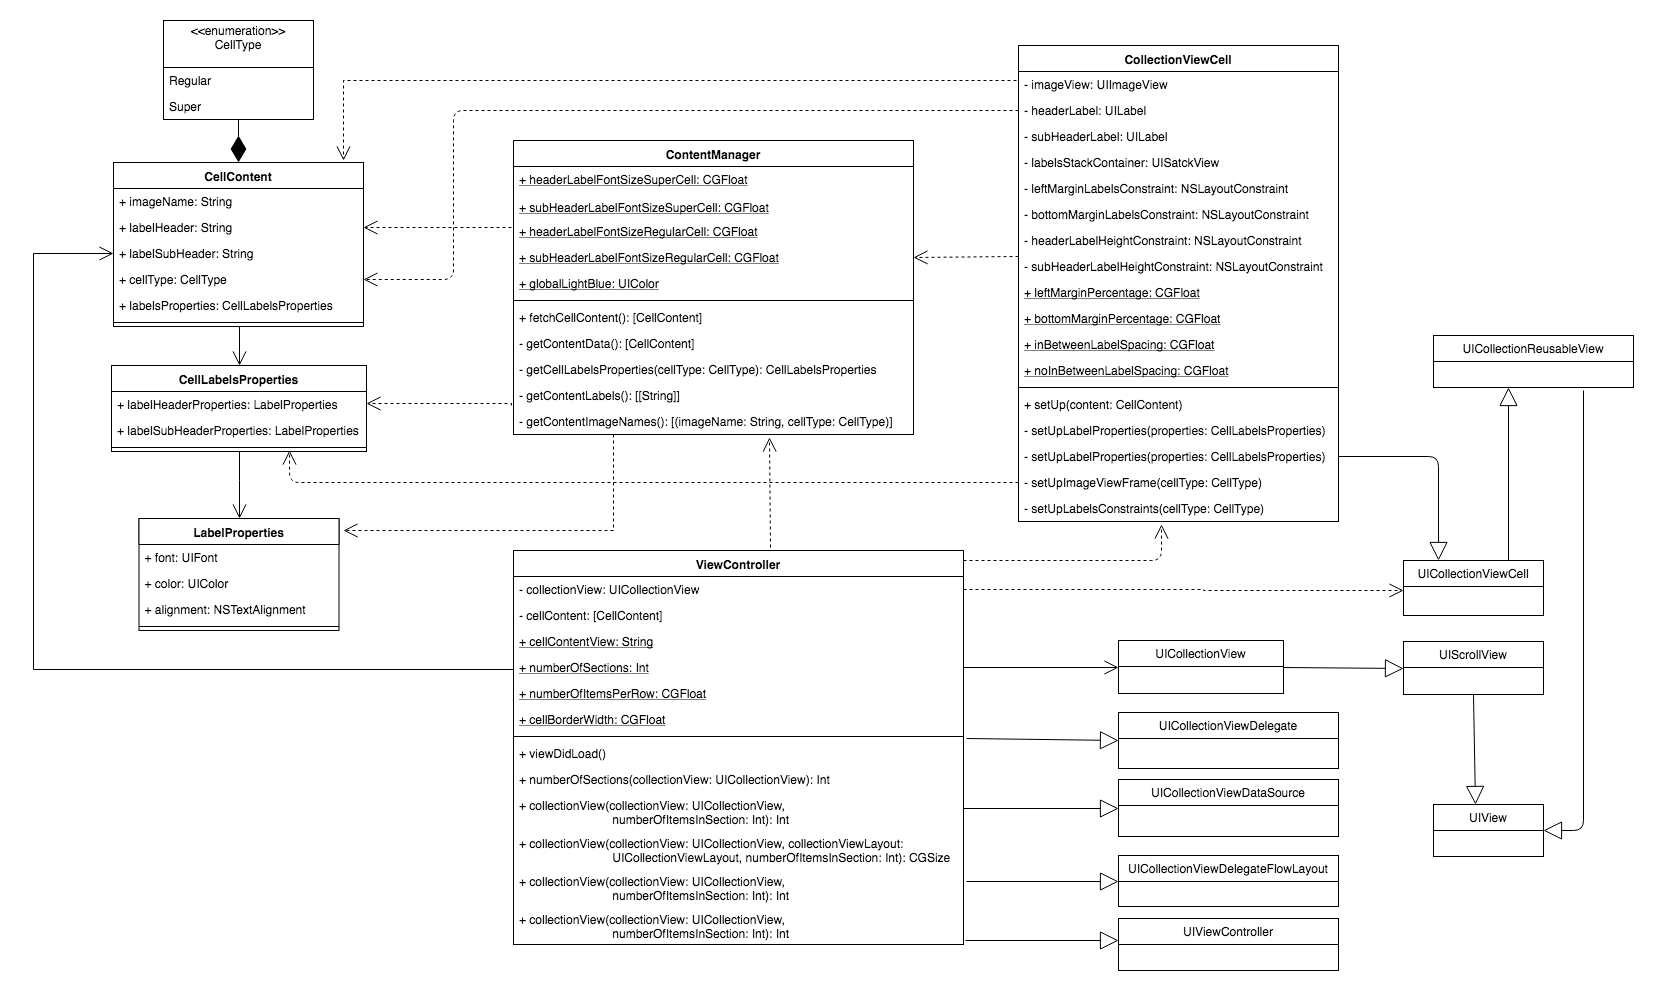 <<enumeration>>
CellType
Regular
Super
CellContent
+ imageName: String
+ labelHeader: String
+ labelSubHeader: String
+ cellType: CellType
+ labelsProperties: CellLabelsProperties
CellLabelsProperties
+ labelHeaderProperties: LabelProperties
+ labelSubHeaderProperties: LabelProperties
LabelProperties
+ font: UIFont
+ color: UIColor
+ alignment: NSTextAlignment
ContentManager
+ headerLabelFontSizeSuperCell: CGFloat
+ subHeaderLabelFontSizeSuperCell: CGFloat
+ headerLabelFontSizeRegularCell: CGFloat
+ subHeaderLabelFontSizeRegularCell: CGFloat
+ globalLightBlue: UIColor
+ fetchCellContent(): [CellContent]
- getContentData(): [CellContent]
- getCellLabelsProperties(cellType: CellType): CellLabelsProperties
- getContentLabels(): [[String]]
- getContentImageNames(): [(imageName: String, cellType: CellType)]
ViewController
- collectionView: UICollectionView
- cellContent: [CellContent]
+ cellContentView: String
+ numberOfSections: Int
+ numberOfItemsPerRow: CGFloat
+ cellBorderWidth: CGFloat
+ viewDidLoad()
+ numberOfSections(collectionView: UICollectionView): Int
+ collectionView(collectionView: UICollectionView,
numberOfItemsInSection: Int): Int
+ collectionView(collectionView: UICollectionView, collectionViewLayout:
UICollectionViewLayout, numberOfItemsInSection: Int): CGSize
+ collectionView(collectionView: UICollectionView,
numberOfItemsInSection: Int): Int
+ collectionView(collectionView: UICollectionView,
numberOfItemsInSection: Int): Int
CollectionViewCell
- imageView: UIImageView
- headerLabel: UILabel
- subHeaderLabel: UILabel
- labelsStackContainer: UISatckView
- leftMarginLabelsConstraint: NSLayoutConstraint
- bottomMarginLabelsConstraint: NSLayoutConstraint
- headerLabelHeightConstraint: NSLayoutConstraint
- subHeaderLabelHeightConstraint: NSLayoutConstraint
+ leftMarginPercentage: CGFloat
+ bottomMarginPercentage: CGFloat
+ inBetweenLabelSpacing: CGFloat
+ noInBetweenLabelSpacing: CGFloat
+ setUp(content: CellContent)
- setUpLabelProperties(properties: CellLabelsProperties)
- setUpLabelProperties(properties: CellLabelsProperties)
- setUpImageViewFrame(cellType: CellType)
- setUpLabelsConstraints(cellType: CellType)
UICollectionReusableView
UICollectionViewCell
UICollectionView
UIScrollView
UICollectionViewDelegate
UICollectionViewDataSource
UIView
UICollectionViewDelegateFlowLayout
UIViewController